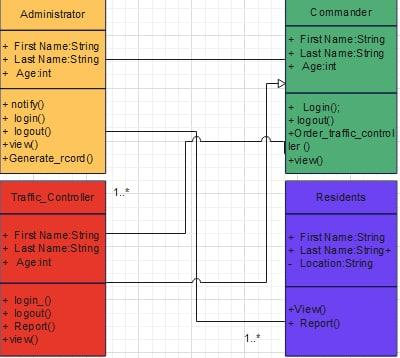 Administrator
+ First Name:String
+ Last Name:String
+ Age:int
+ notify()
+ login()
+ logout()
+view()
+Generate_rcord()
Commander
+ First Name:String
+ Last Name:String
+ Age:int
+ Login();
+ logout()
+Order_traffic_control
ler ()
+view()
Traffic_Controller
+ First Name:String
+ Last Name:String
+ Age:int
+ login_()
+ logout()
+ Report()
+ view()
1..*
Residents
+ First Name:String
+ Last Name:String+
- Location:String
+View()
+ Report()
1..*